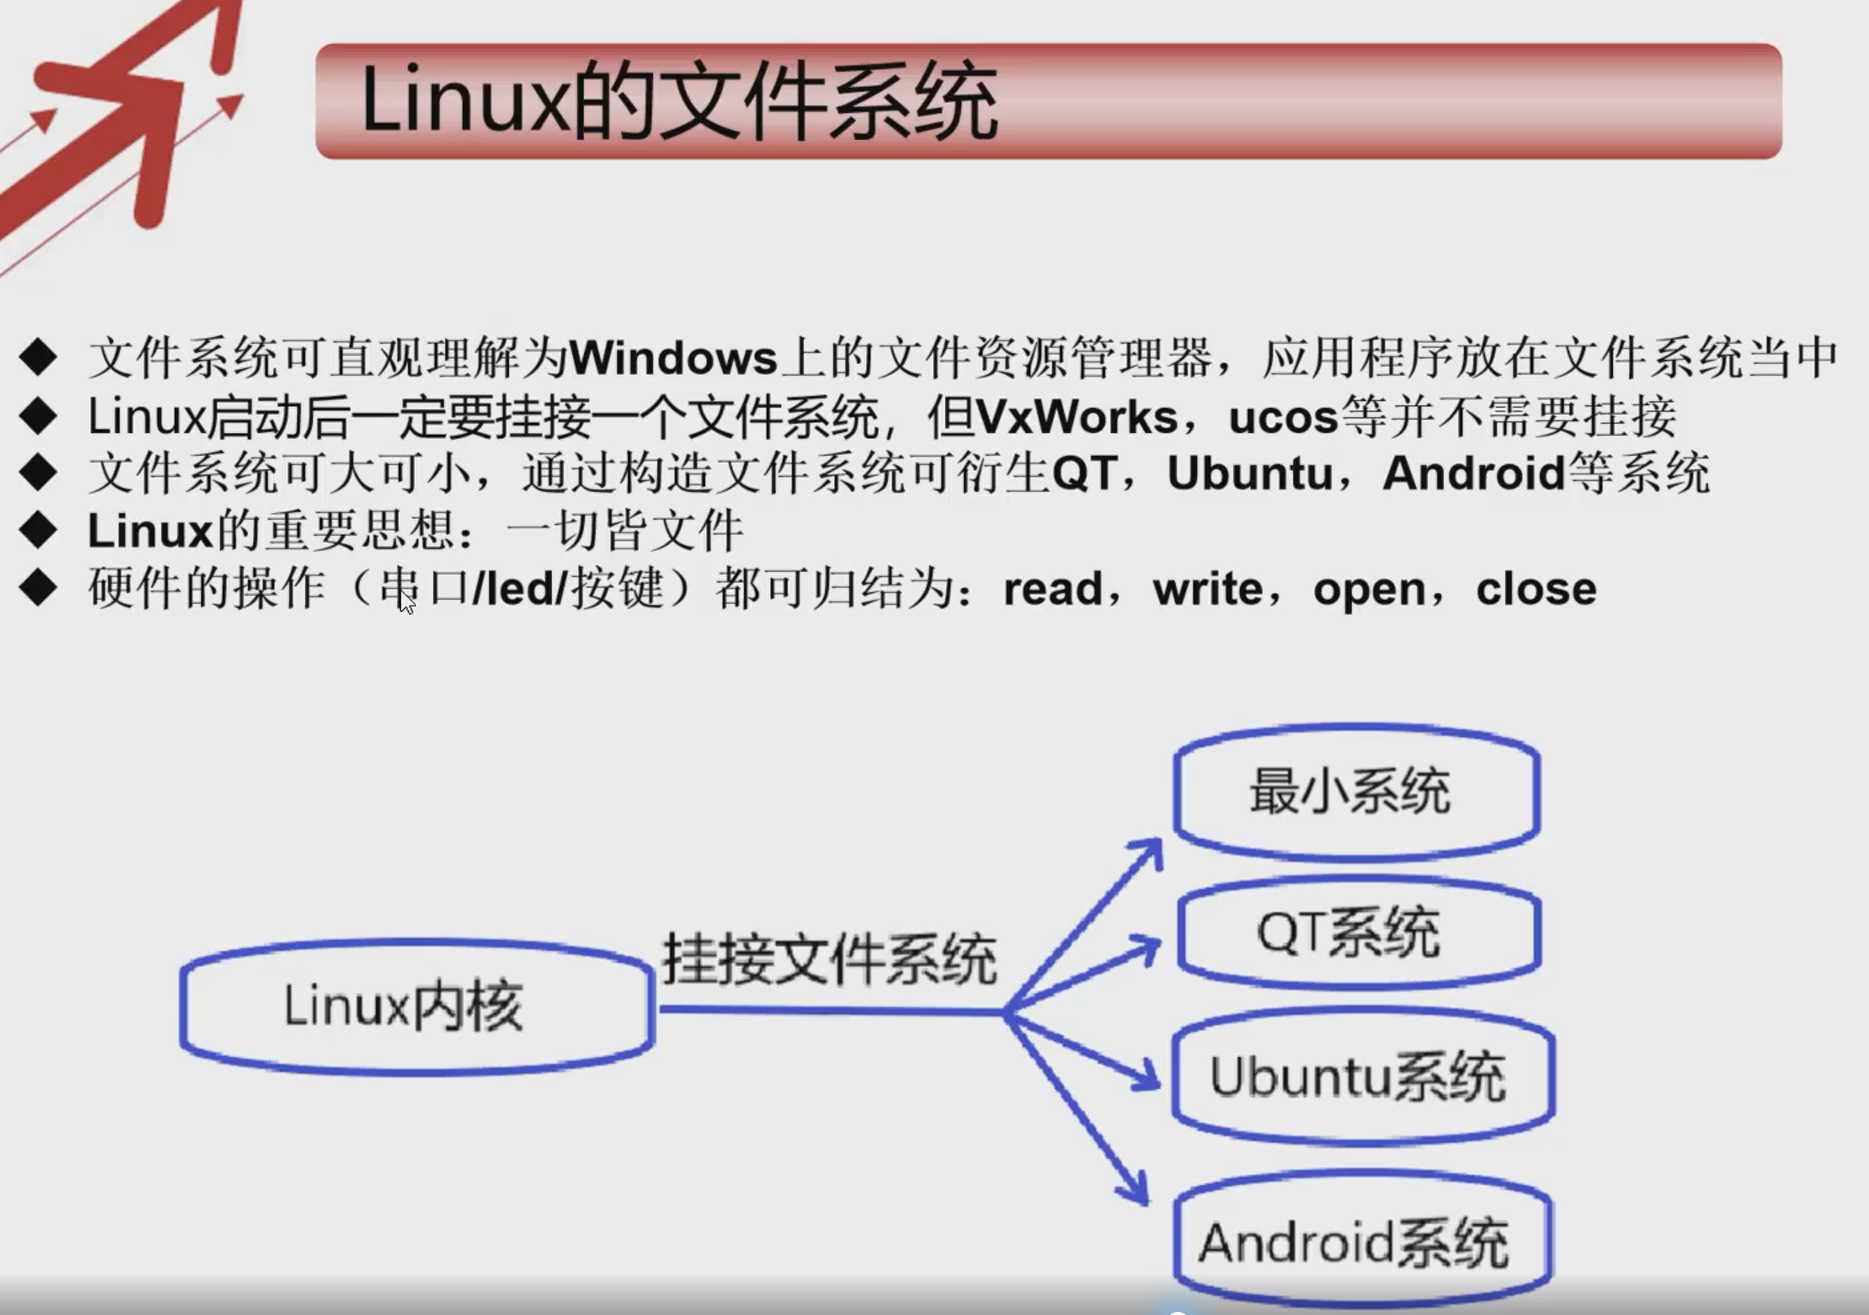 Linux的文件系统
文件系统可直观理解为Windows上的文件资源管理器，应用程序放在文件系统当中
Linux启动后一定要挂接一个文件系统，但VxWorks，ucos等并不需要挂接
文件系统可大可小，通过构造文件系统可衍生QT，Ubuntu，Android等系统
Linux的重要思想：一切皆文件
硬件的操作（串口/led/按键）都可归结为：read，write，open，close
Linux内核
挂接文件系统
最小系统
QT系统
Ubuntu系统
Android系统